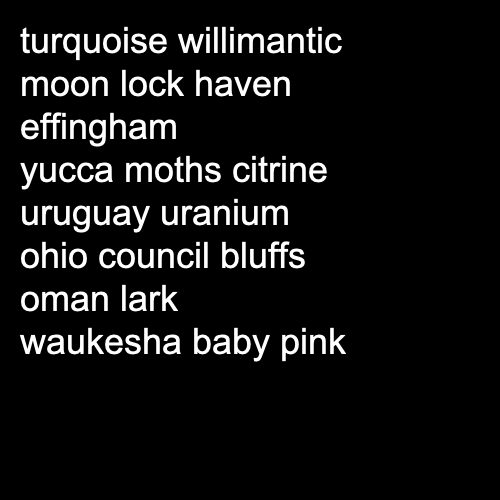 turquoise willimantic
moon lock haven
effingham
yucca moths citrine
uruguay uranium
ohio council bluffs
oman lark
waukesha baby pink